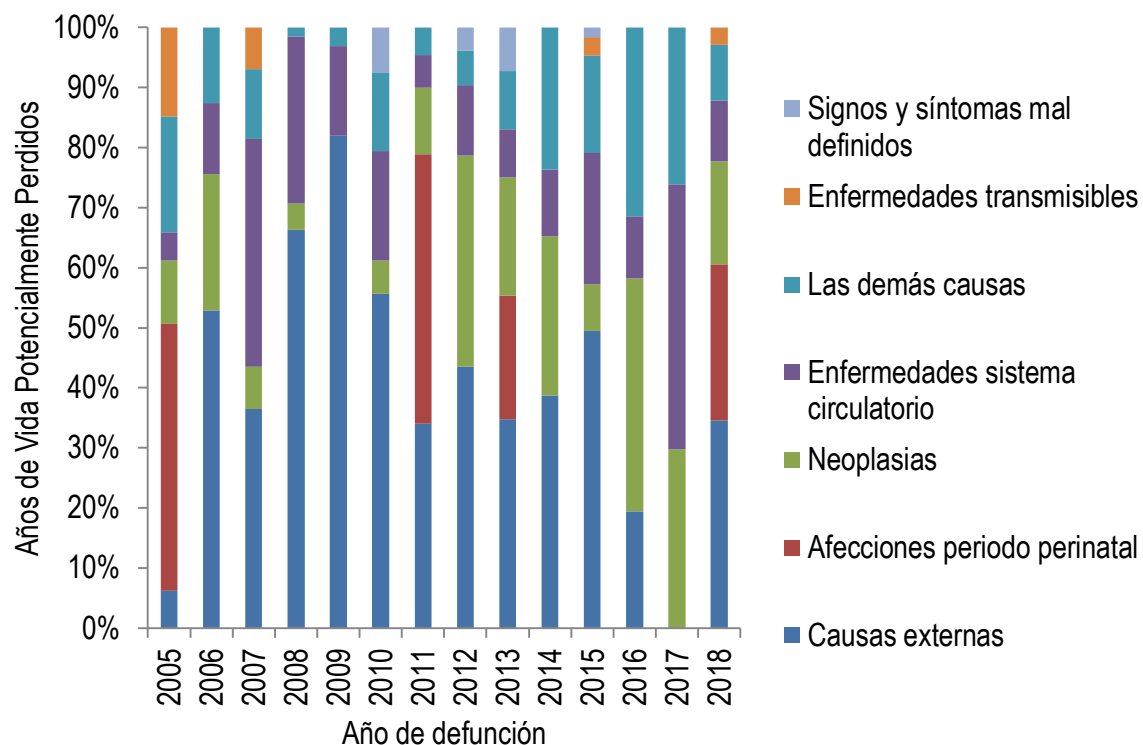 Años de Vida Potencialmente Perdidos
100%
90%
80%
70%
60%
50%
40%
30%
20%
10%
0%
2005
2006
2007
2008
2009
2010
2011
2012
2013
2014
2015
2016
2017
2018
Año de defunción
Signos y síntomas mal
definidos
Enfermedades transmisibles
Las demás causas
Enfermedades sistema
circulatorio
Neoplasias
Afecciones periodo perinatal
Causas externas